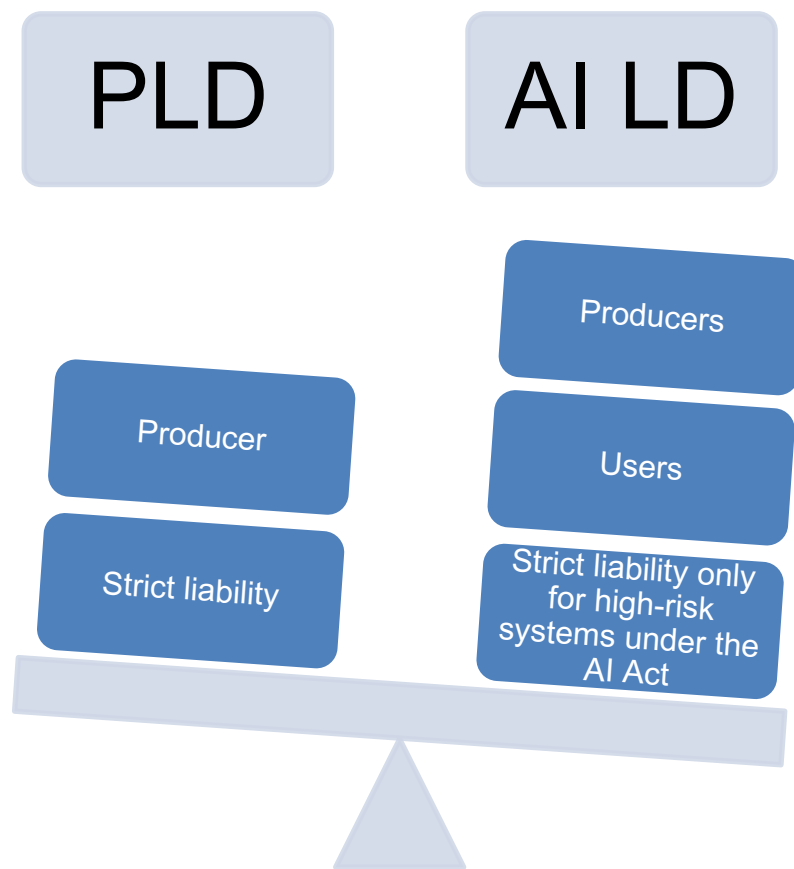 PLD
AI LD
Producer
Strict liability
Producers
Users
Strict liability only
for high-risk
systems under the
AI Act